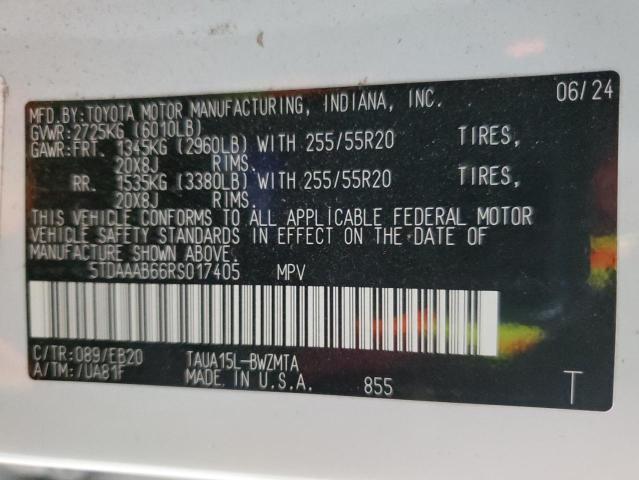 MFD.BY:TOYOTA MOTOR MANUFACTURING, INDIANA, INC. 06/24
GVWR: 2725KG (6010LB)
GAWR:FRT. 1345KG (2960LB) WITH 255/55R20 TIRES,
20X8J RIMS.
RR. 1535KG (3380LB) WITH 255/55R20 TIRES,
20X8J RIMS.
THIS VEHICLE CONFORMS TO ALL APPLICABLE FEDERAL MOTOR
VEHICLE SAFETY STANDARDS IN EFFECT ON THE DATE OF
MANUFACTURE SHOWN ABOVE.
5TDAAAB66RS017405 MPV
C/TR:089/EB20 TAUA15L-BWZMTA
A/TM:/UA81F MADE IN U.S.A. 855 T